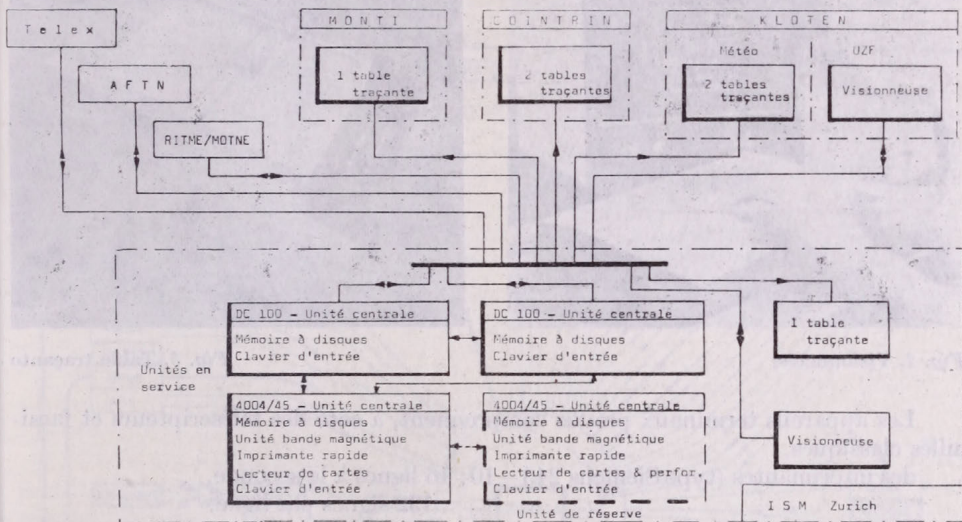 Telex
MONTI
COINTRIN
KLOTEN
AFTN
1 table
traçante
2 tables
traçantes
Météo
2 tables
traçantes
UZF
Visionneuse
RITME/MOTNE
DC 100 - Unité centrale
Mémoire à disques
Clavier d'entrée
DC 100 - Unité centrale
Mémoire à disques
Clavier d'entrée
1 table
traçante
Unités en
service
4004/45 - Unité centrale
Mémoire à disques
Unité bande magnétique
Imprimante rapide
Lecteur de cartes
Clavier d'entrée
4004/45 - Unité centrale
Mémoire à disques
Unité bande magnétique
Imprimante rapide
Lecteur de cartes & perfor.
Clavier d'entrée
Unité de réserve
Visionneuse
ISM Zurich